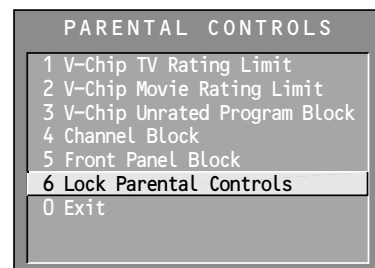 PARENTAL CONTROLS
1 V-Chip TV Rating Limit
2 V-Chip Movie Rating Limit
3 V-Chip Unrated Program Block
4 Channel Block
5 Front Panel Block
6 Lock Parental Controls
0 Exit